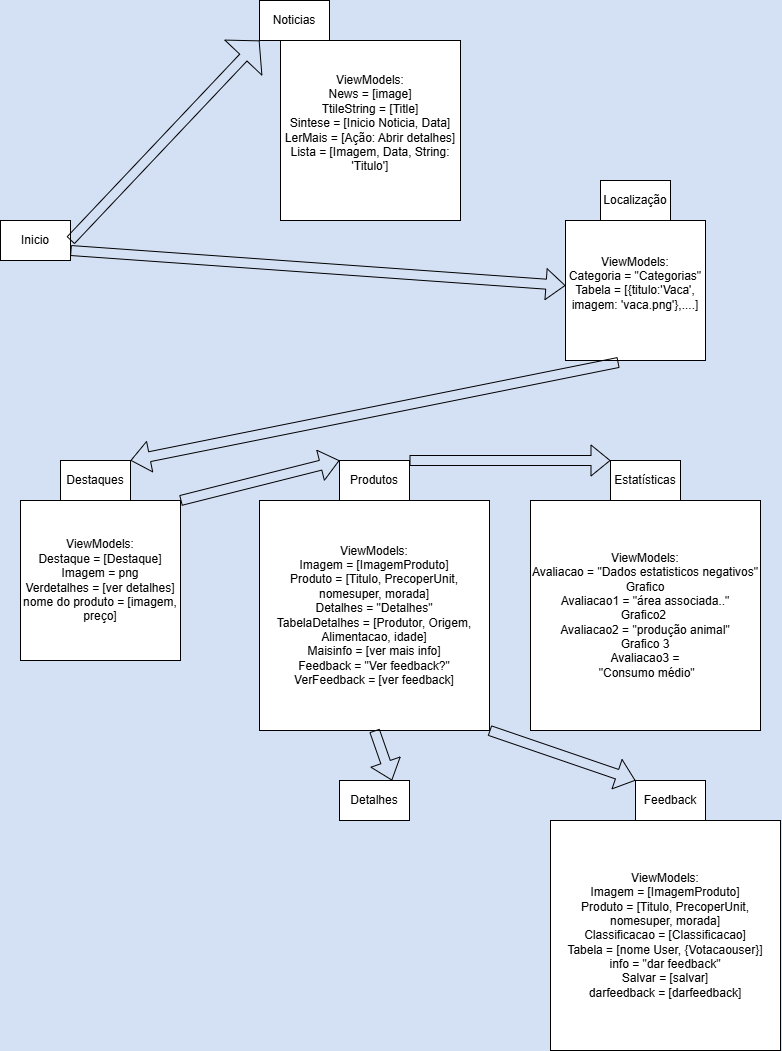 Noticias
ViewModels:
News = [image]
TtileString = [Title]
Sintese = [Inicio Noticia, Data]
LerMais = [Ação: Abrir detalhes]
Lista = [Imagem, Data, String:
'Titulo']
Inicio
Localização
ViewModels:
Categoria = "Categorias"
Tabela = [{titulo:'Vaca',
imagem: 'vaca.png'},....]
Destaques
ViewModels:
Destaque = [Destaque]
Imagem = png
Verdetalhes = [ver detalhes]
nome do produto = [imagem,
preço]
Produtos
ViewModels:
Imagem = [ImagemProduto]
Produto = [Titulo, PrecoperUnit,
nomesuper, morada]
Detalhes = "Detalhes"
TabelaDetalhes = [Produtor, Origem,
Alimentacao, idade]
Maisinfo = [ver mais info]
Feedback = "Ver feedback?"
VerFeedback = [ver feedback]
Estatísticas
ViewModels:
Avaliacao = "Dados estatisticos negativos"
Grafico
Avaliacao1 = "área associada.."
Grafico2
Avaliacao2 = "produção animal"
Grafico 3
Avaliacao3 =
"Consumo médio"
Detalhes
Feedback
ViewModels:
Imagem = [ImagemProduto]
Produto = [Titulo, PrecoperUnit,
nomesuper, morada]
Classificacao = [Classificacao]
Tabela = [nome User, {Votacaouser}]
info = "dar feedback"
Salvar = [salvar]
darfeedback = [darfeedback]